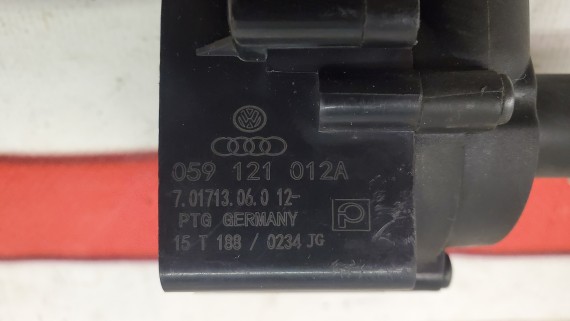 059 121 012A
7.01713.06.0 12-
PTG GERMANY
15 T 188 / 0234 JG